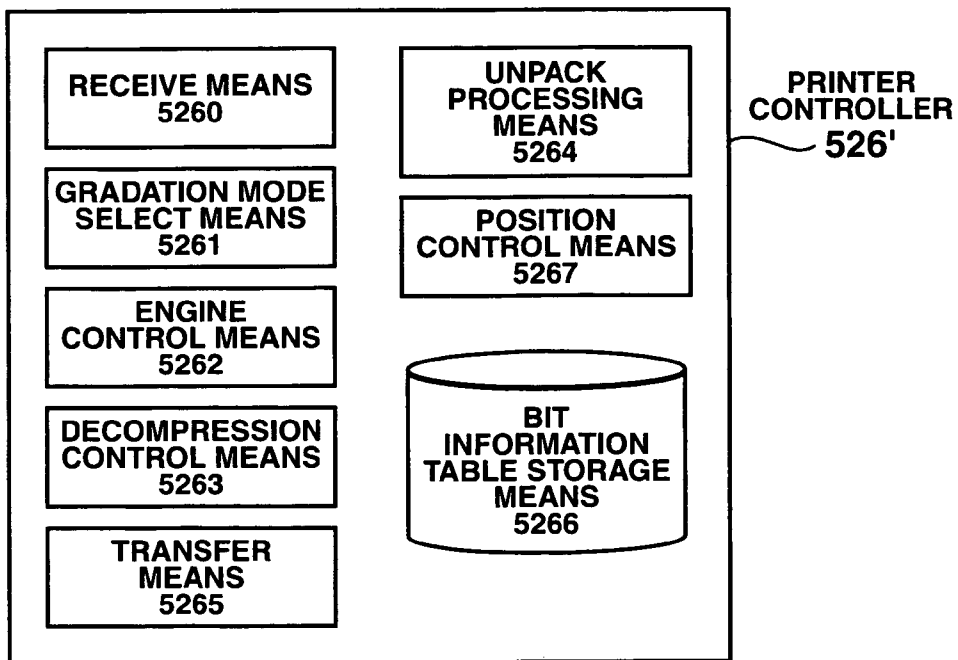 RECEIVE MEANS
5260
GRADATION MODE
SELECT MEANS
5261
ENGINE
CONTROL MEANS
5262
DECOMPRESSION
CONTROL MEANS
5263
TRANSFER
MEANS
5265
UNPACK
PROCESSING
MEANS
5264
POSITION
CONTROL MEANS
5267
BIT
INFORMATION
TABLE STORAGE
MEANS
5266
PRINTER
CONTROLLER
526'